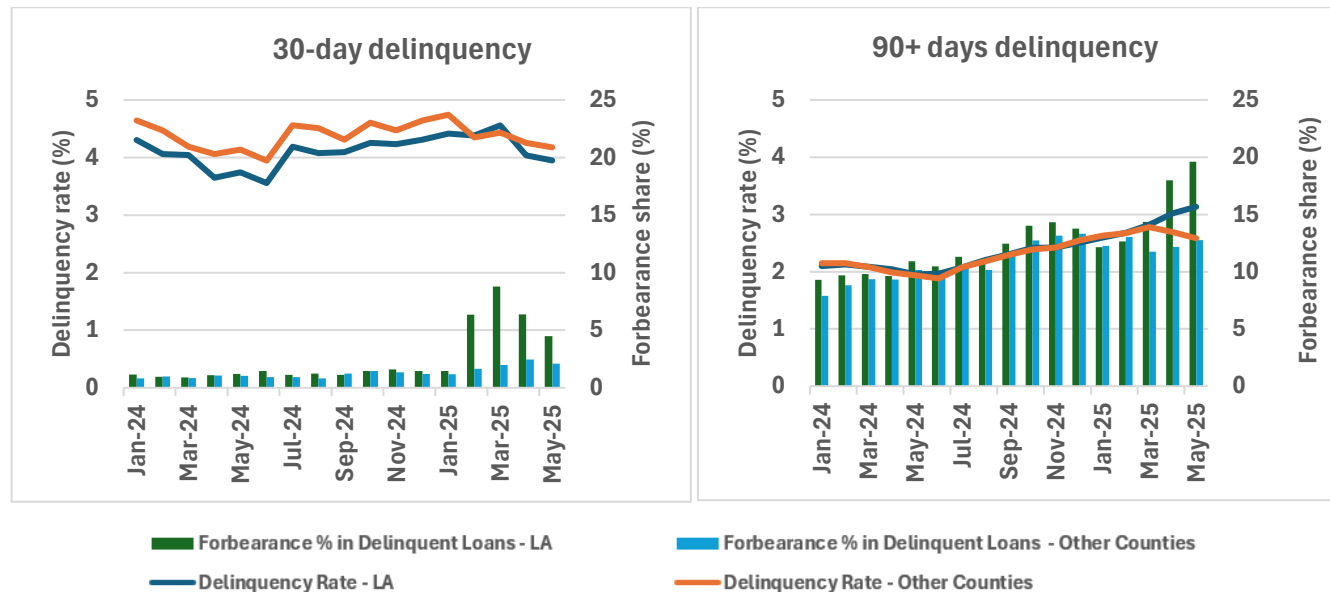 30-day delinquency
Delinquency rate (%)
5
4
3
2
1
0
25
20
15
10
5
0
Forbearance share (%)
Jan-24
Mar-24
May-24
Jul-24
Sep-24
Nov-24
Jan-25
Mar-25
May-25
90+ days delinquency
Delinquency rate (%)
5
4
3
2
1
0
25
20
15
10
5
0
Forbearance share (%)
Jan-24
Mar-24
May-24
Jul-24
Sep-24
Nov-24
Jan-25
Mar-25
May-25
Forbearance % in Delinquent Loans - LA
Forbearance % in Delinquent Loans - Other Counties
Delinquency Rate - LA
Delinquency Rate - Other Counties